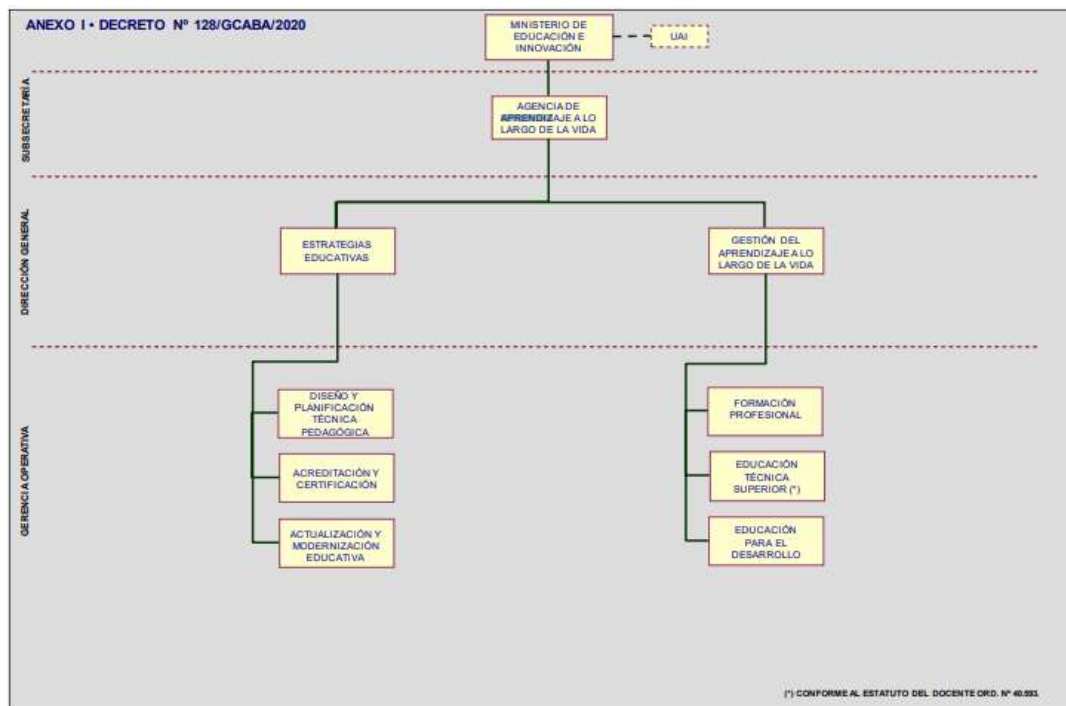 ANEXO I • DECRETO Nº 128/GCABA/2020
MINISTERIO DE
EDUCACIÓN E
INNOVACIÓN
UAI
SUBSECRETARÍA
AGENCIA DE
APRENDIZAJE A LO
LARGO DE LA VIDA
DIRECCIÓN GENERAL
ESTRATEGIAS
EDUCATIVAS
GESTIÓN DEL
APRENDIZAJE A LO
LARGO DE LA VIDA
GERENCIA OPERATIVA
DISEÑO Y
PLANIFICACIÓN
TÉCNICA
PEDAGÓGICA
ACREDITACIÓN Y
CERTIFICACIÓN
ACTUALIZACIÓN Y
MODERNIZACIÓN
EDUCATIVA
FORMACIÓN
PROFESIONAL
EDUCACIÓN
TÉCNICA
SUPERIOR (*)
EDUCACIÓN
PARA EL
DESARROLLO
(*) CONFORME AL ESTATUTO DEL DOCENTE ORD. Nº 40.593.